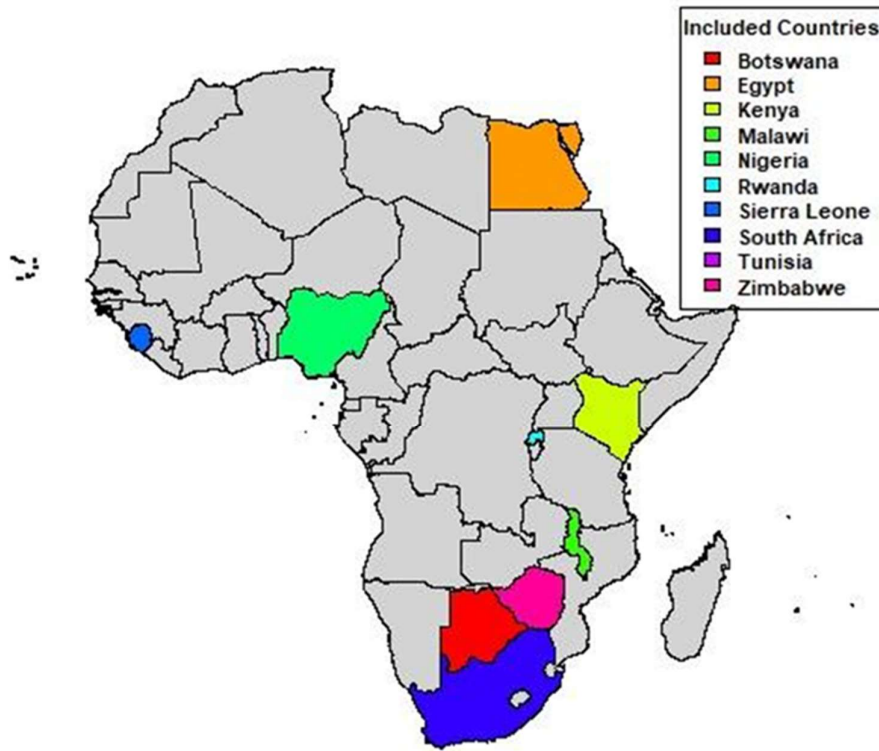 Included Countries
Botswana
Egypt
Kenya
Malawi
Nigeria
Rwanda
Sierra Leone
South Africa
Tunisia
Zimbabwe